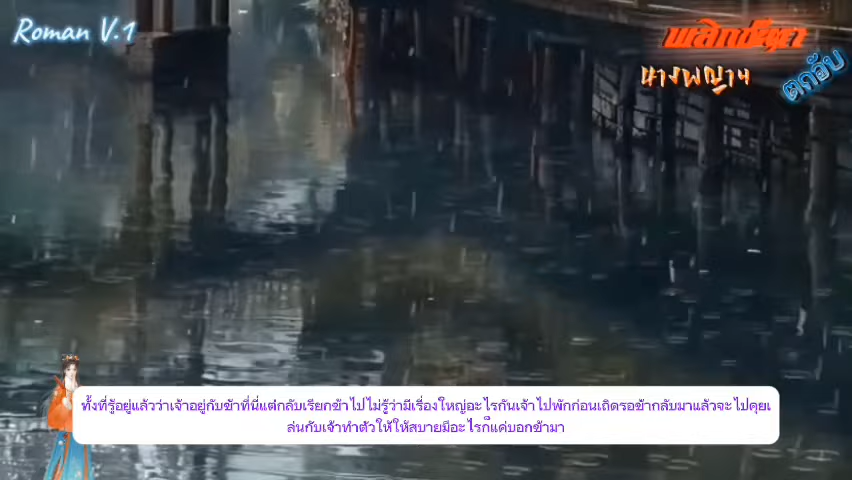 Roman V.1
พลิกชะตา
นางพญาฯ
ตกอับ
ทั้งที่รู้อยู่แล้วว่าเจ้าอยู่กับข้าที่นี่แต่กลับเรียกข้าไปไม่รู้ว่ามีเรื่องใหญ่อะไรกันเจ้าไปพักก่อนเถิดรอข้ากลับมาแล้วจะไปคุยเ
ล่นกับเจ้าทำตัวให้ให้สบายมีอะไรก็แค่บอกข้ามา